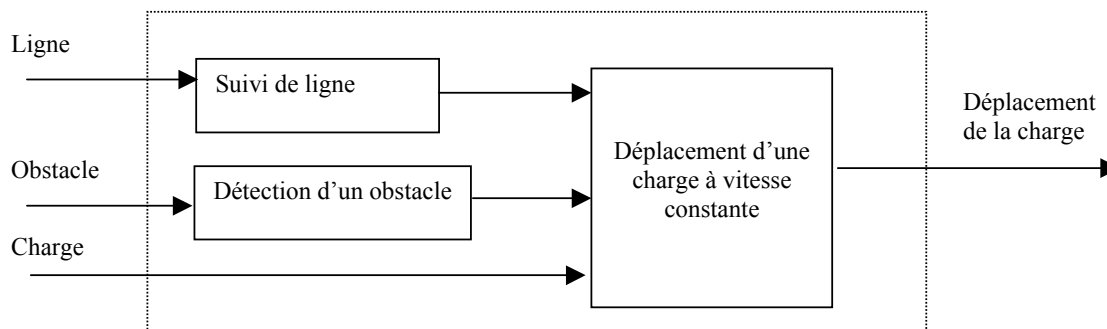 Ligne
Suivi de ligne
Obstacle
Détection d’un obstacle
Charge
Déplacement d’une
charge à vitesse
constante
Déplacement
de la charge